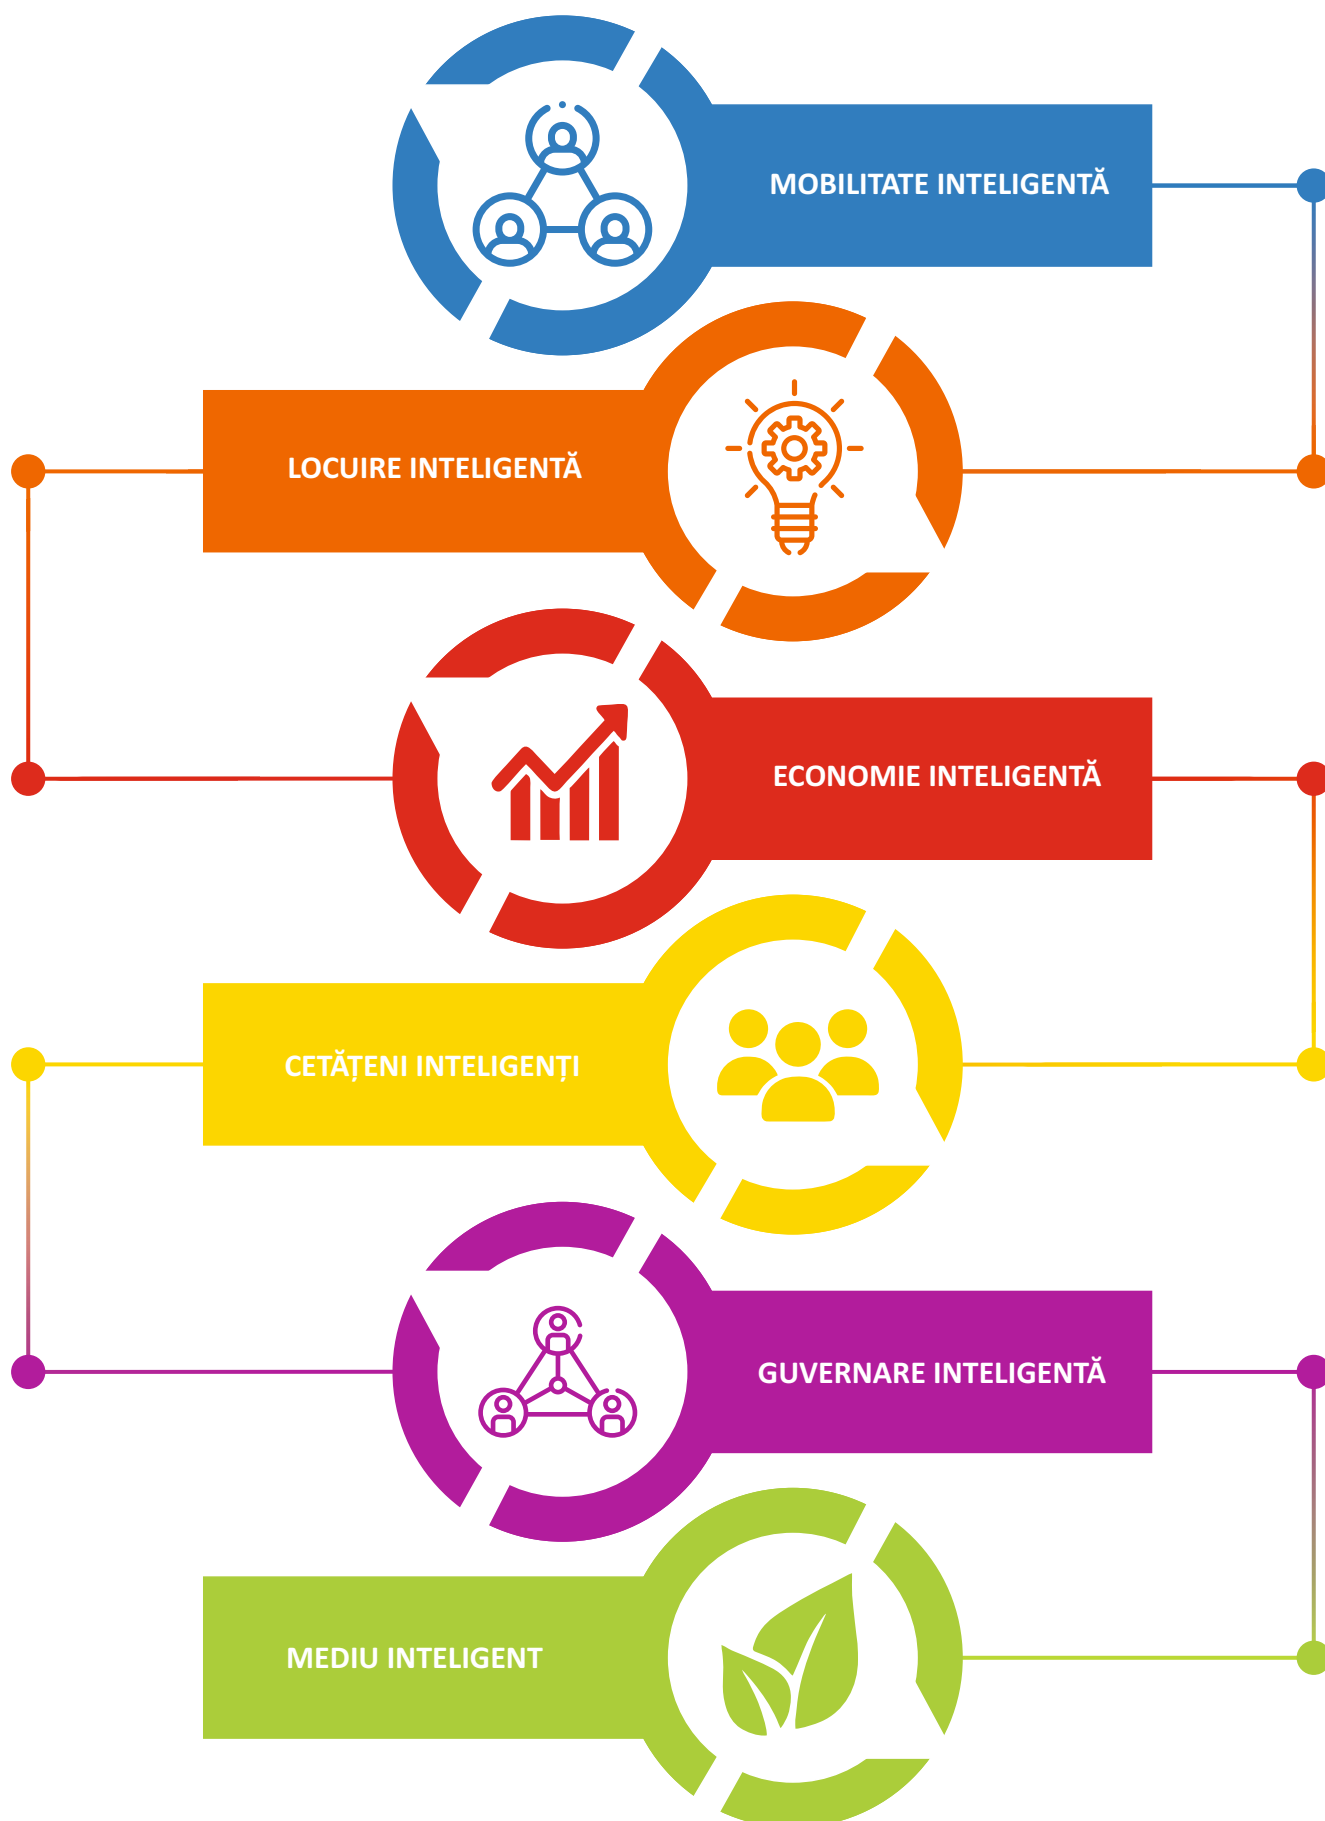 MOBILITATE INTELIGENTĂ
LOCUIRE INTELIGENTĂ
ECONOMIE INTELIGENTĂ
CETĂȚENI INTELIGENȚI
GUVERNARE INTELIGENTĂ
MEDIU INTELIGENT